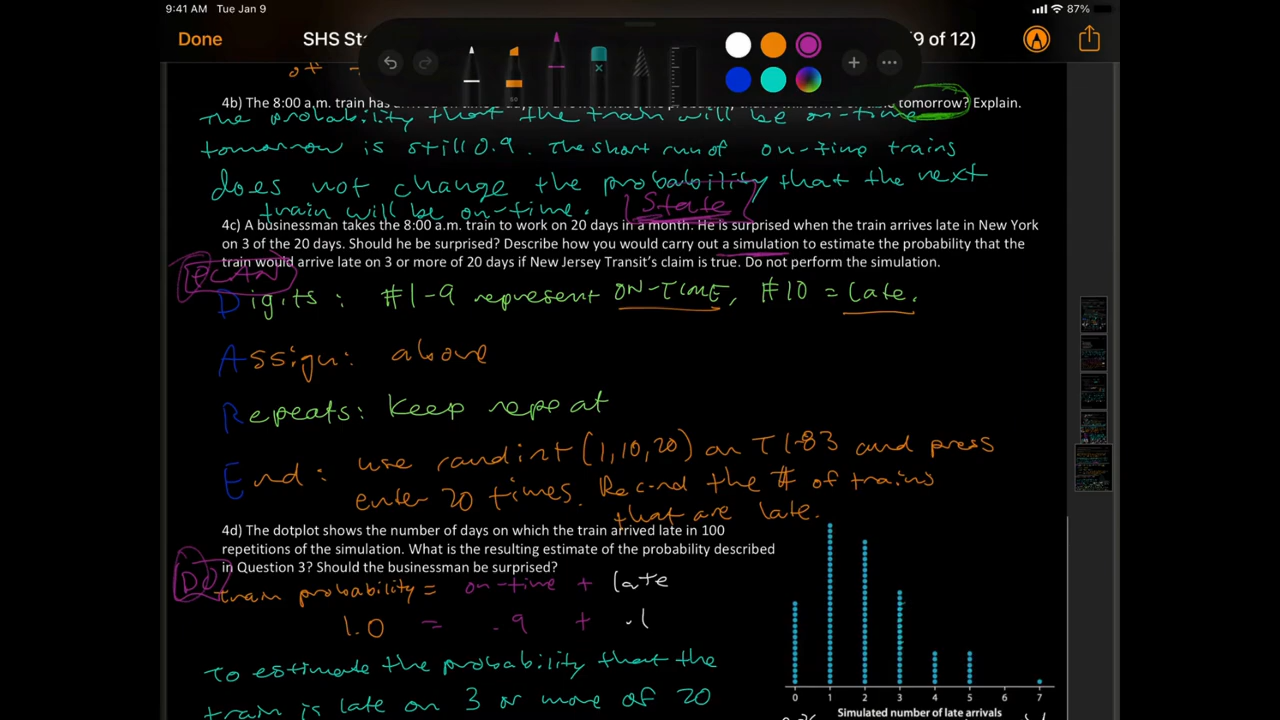 9:41 AM Tue Jan 9
87%
Done
SHS Sta
9 of 12)
5.0
of
4b) The 8:00 a.m. train has
tomorrow? Explain.
The probability that the train will be on-time
tomorrow is still 0.9. The short run of on-time trains
does not change the probability that the next
train will be on-time.
State
4c) A businessman takes the 8:00 a.m. train to work on 20 days in a month. He is surprised when the train arrives late in New York
on 3 of the 20 days. Should he be surprised? Describe how you would carry out a simulation to estimate the probability that the
train would arrive late on 3 or more of 20 days if New Jersey Transit's claim is true. Do not perform the simulation.
PLAN
Digits: #1-9 represent ON-TIME, #10 = Late.
Assign: above
Repeats: Keep repeat
End: use randint (1,10,20) on TI-83 and press
enter 20 times. Record the # of trains
that are late.
4d) The dotplot shows the number of days on which the train arrived late in 100
repetitions of the simulation. What is the resulting estimate of the probability described
in Question 3? Should the businessman be surprised?
DO
train probability = on-time + late
1.0 = .9 + .1
To estimate the probability that the
train is late on 3 or more of 20
0 1 2 3 4 5 7
Simulated number of late arrivals